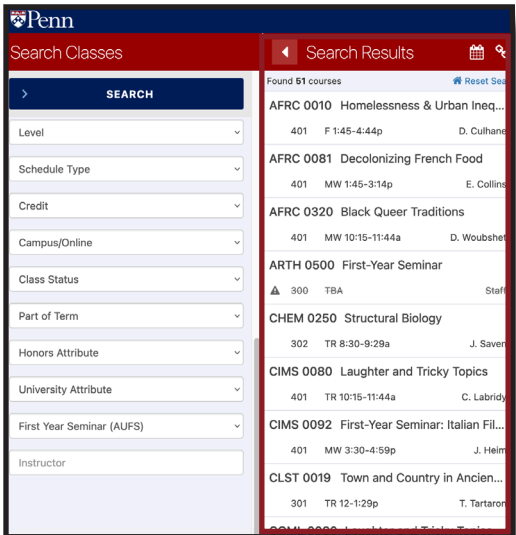 Penn
Search Classes
SEARCH
Level
Schedule Type
Credit
Campus/Online
Class Status
Part of Term
Honors Attribute
University Attribute
First Year Seminar (AUFS)
Instructor
Search Results
Found 51 courses
Reset Sea
AFRC 0010 Homelessness & Urban Ineq...
401 F 1:45-4:44p D. Culhane
AFRC 0081 Decolonizing French Food
401 MW 1:45-3:14p E. Collins
AFRC 0320 Black Queer Traditions
401 MW 10:15-11:44a D. Woubshet
ARTH 0500 First-Year Seminar
300 TBA Staff
CHEM 0250 Structural Biology
302 TR 8:30-9:29a J. Saven
CIMS 0080 Laughter and Tricky Topics
401 TR 10:15-11:44a C. Labridy
CIMS 0092 First-Year Seminar: Italian Fil...
401 MW 3:30-4:59p J. Heim
CLST 0019 Town and Country in Ancien...
301 TR 12-1:29p T. Tartaron
Laughter and Tricky Topics